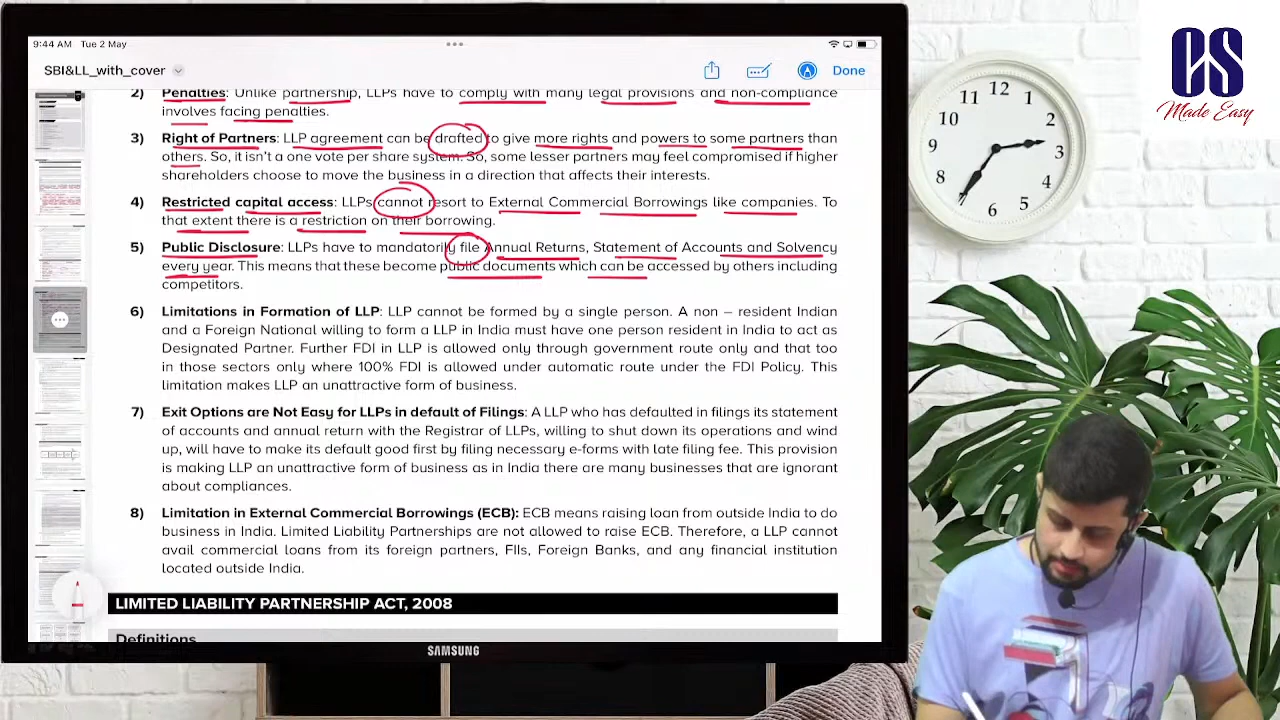 9:44 AM Tue 2 May
SBI&LL_with_cover
Done
CS
Made Easy
2) Penalties: Unlike partnership, LLPs have to comply with many legal provisions and non-compliance
involves facing penalties.
Right of Partners: LLP agreement can be drafted to give more rights and powers to some partners than
others. So it isn't a one vote per share system. So these lesser partners may feel compromised if higher
shareholders choose to move the business in a direction that affects their interests.
4) Restricted Capital access: LLPs cannot resort to External Commercial Borrowings like companies. To
that extent there is a restriction on their borrowing.
5) Public Disclosure: LLPs have to mandatorily file Annual Returns, Statement of Accounts and Solvency
every year. This means that these become public documents which can be accessed by others including
competitors.
6) Limitation in Formation of LLP: LLP cannot be formed by a single person. A non-resident Indian
and a Foreign National willing to form a LLP in India must have one person resident in India to act as
Designated Partner. Further FDI in LLP is allowed only through government route only and that too
in those sectors only where 100% FDI is allowed under automatic route under the FDI Policy. This
limitation makes LLP an unattractive form of business.
7) Exit Option are Not Easy for LLPs in Default of Returns: A LLP who has default in filing of statement
of accounts and annual return with the Registrar of LLPs, willing to shut down its operations and wind
up, will have to make its default good by filing necessary eforms with late filing fee. This provision
is making LLP an unattractive form of business in India there are many businesses run by ignorant
about compliances.
8) Limitation in External Commercial Borrowings (ECB): ECB means raising loan from outside India to do
business in India. Limited Liability Partnerships are not allowed to raise ECB. Therefore LLP cannot
avail commercial loan from its foreign partners, FIIs, Foreign Banks, and any financial institution
located outside India.
LIMITED LIABILITY PARTNERSHIP ACT, 2008
Definitions
SAMSUNG
11 12 1
10 2
9 3
4
6 5